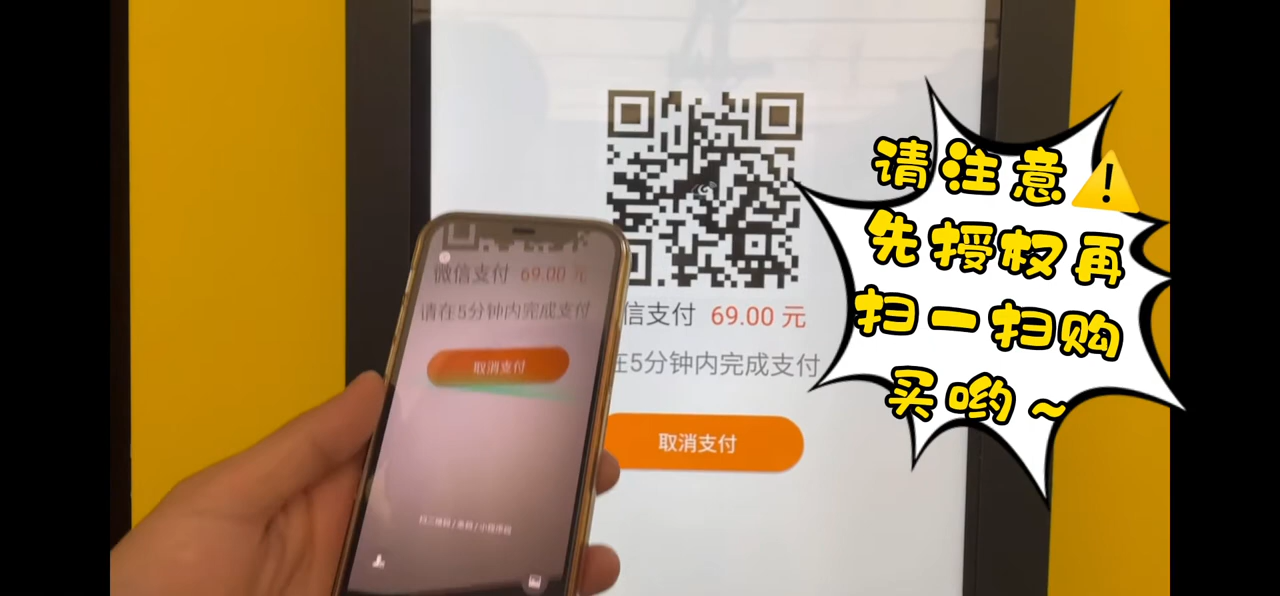 微信支付 69.00 元
请在5分钟内完成支付
取消支付
信支付 69.00 元
在5分钟内完成支付
取消支付
请注意⚠️
先授权再
扫一扫购
买哟~